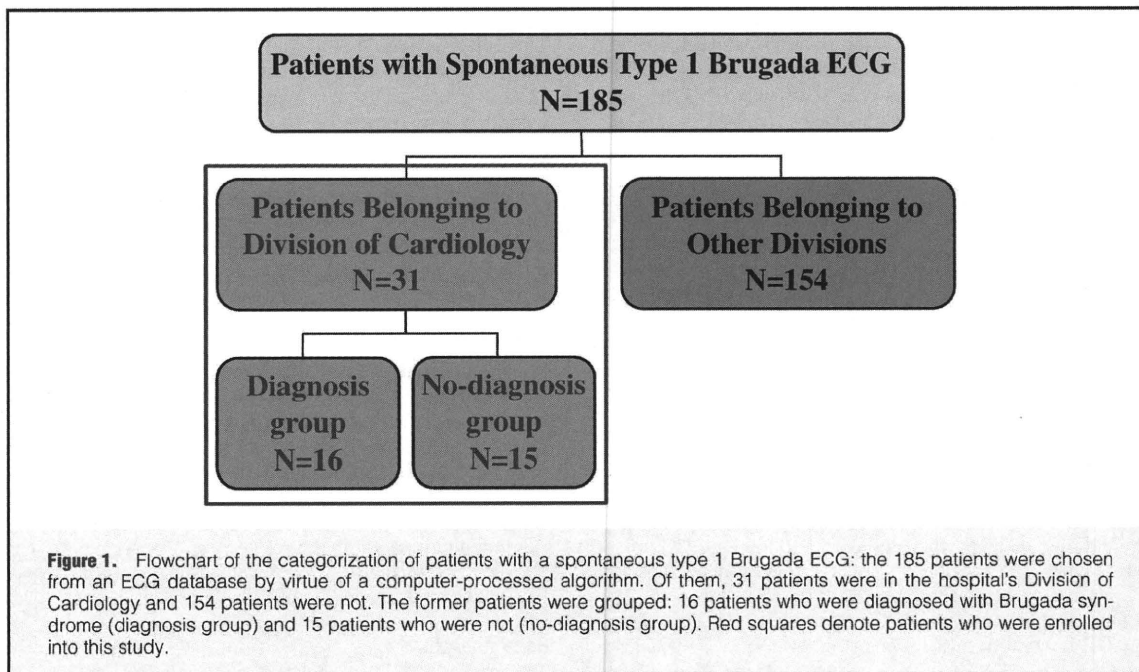 Patients with Spontaneous Type 1 Brugada ECG
N=185
Patients Belonging to
Division of Cardiology
N=31
Patients Belonging to
Other Divisions
N=154
Diagnosis
group
N=16
No-diagnosis
group
N=15
Figure 1. Flowchart of the categorization of patients with a spontaneous type 1 Brugada ECG: the 185 patients were chosen
from an ECG database by virtue of a computer-processed algorithm. Of them, 31 patients were in the hospital's Division of
Cardiology and 154 patients were not. The former patients were grouped: 16 patients who were diagnosed with Brugada syn-
drome (diagnosis group) and 15 patients who were not (no-diagnosis group). Red squares denote patients who were enrolled
into this study.